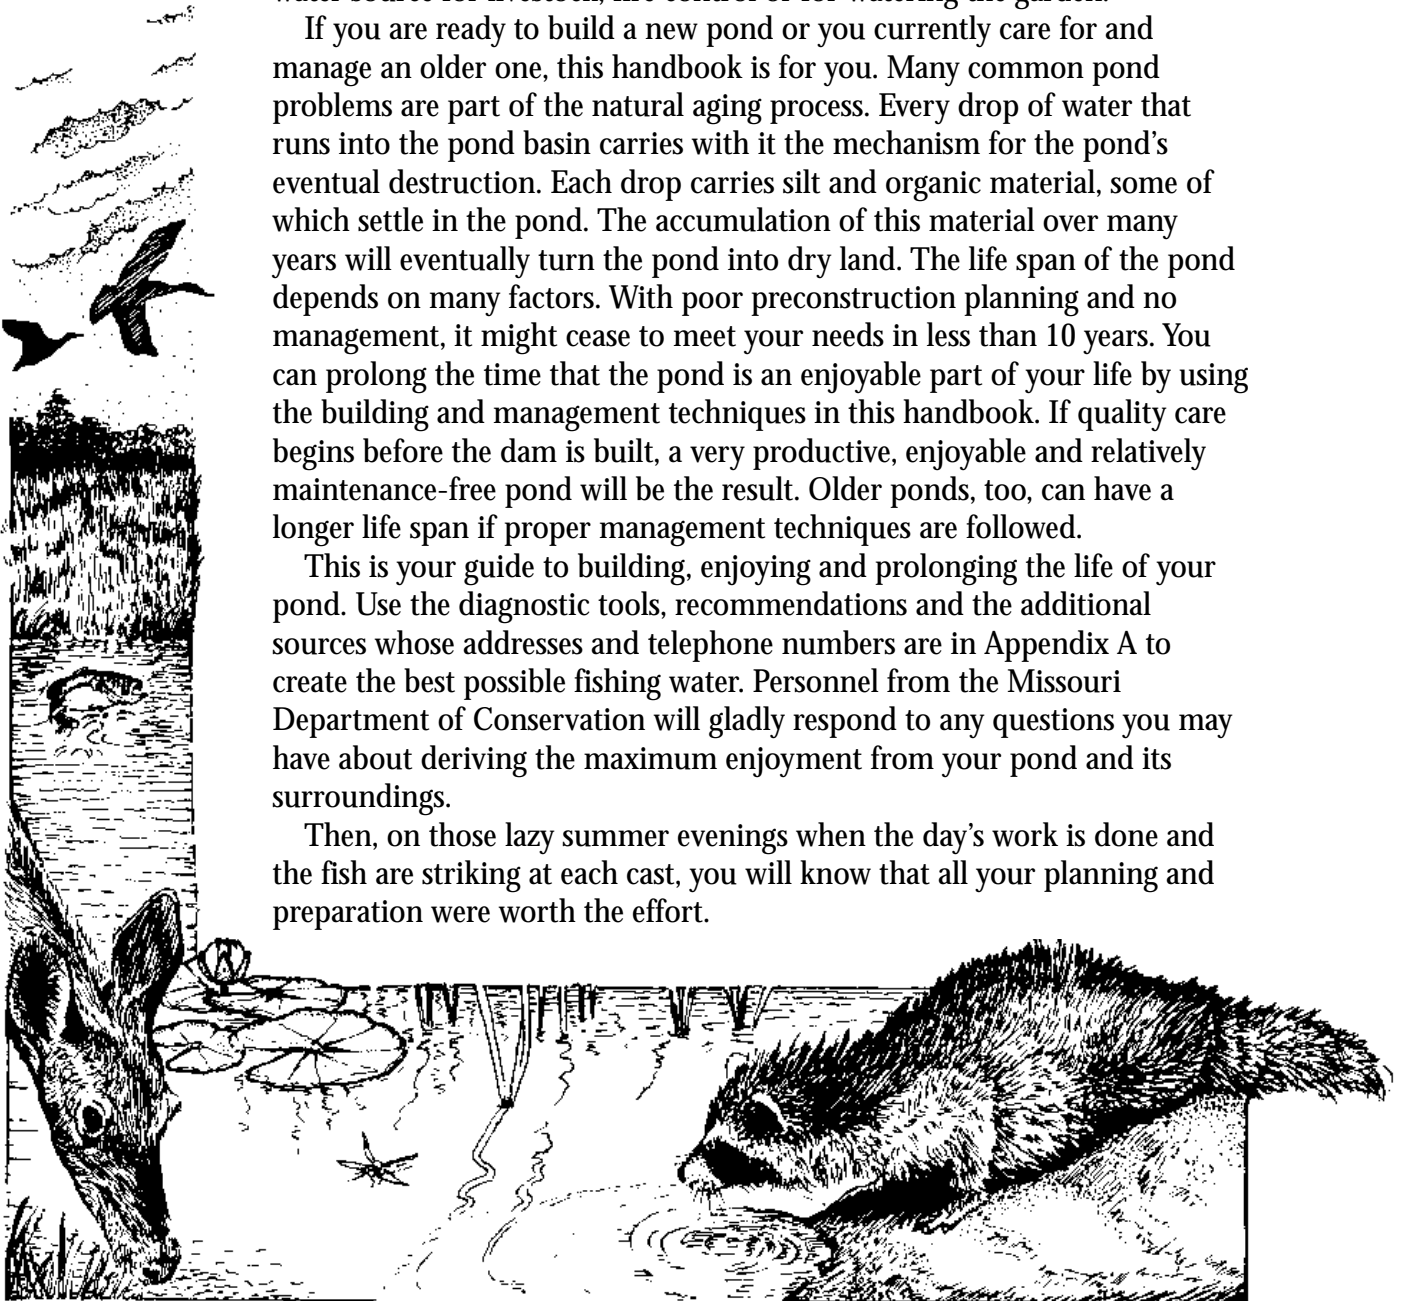 water source for livestock, fire control or for watering the garden.
If you are ready to build a new pond or you currently care for and
manage an older one, this handbook is for you. Many common pond
problems are part of the natural aging process. Every drop of water that
runs into the pond basin carries with it the mechanism for the pond’s
eventual destruction. Each drop carries silt and organic material, some of
which settle in the pond. The accumulation of this material over many
years will eventually turn the pond into dry land. The life span of the pond
depends on many factors. With poor preconstruction planning and no
management, it might cease to meet your needs in less than 10 years. You
can prolong the time that the pond is an enjoyable part of your life by using
the building and management techniques in this handbook. If quality care
begins before the dam is built, a very productive, enjoyable and relatively
maintenance-free pond will be the result. Older ponds, too, can have a
longer life span if proper management techniques are followed.
This is your guide to building, enjoying and prolonging the life of your
pond. Use the diagnostic tools, recommendations and the additional
sources whose addresses and telephone numbers are in Appendix A to
create the best possible fishing water. Personnel from the Missouri
Department of Conservation will gladly respond to any questions you may
have about deriving the maximum enjoyment from your pond and its
surroundings.
Then, on those lazy summer evenings when the day’s work is done and
the fish are striking at each cast, you will know that all your planning and
preparation were worth the effort.